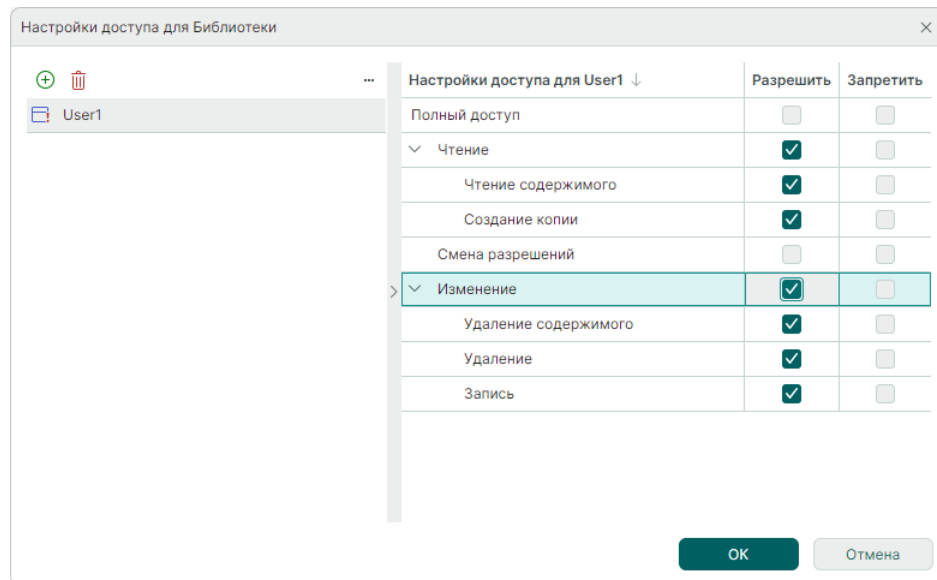 Настройки доступа для Библиотеки
User1
Настройки доступа для User1 Разрешить Запретить
Полный доступ
Чтение
Чтение содержимого
Создание копии
Смена разрешений
Изменение
Удаление содержимого
Удаление
Запись
ОК Отмена